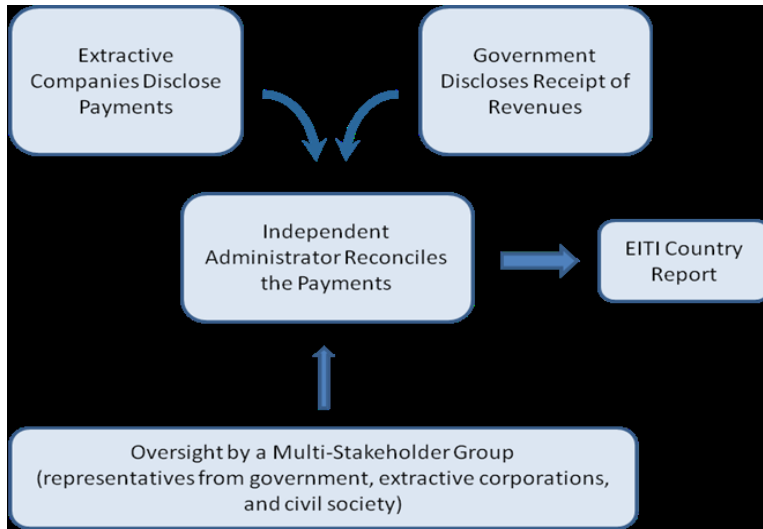 Extractive
Companies Disclose
Payments
Government
Discloses Receipt of
Revenues
Independent
Administrator Reconciles
the Payments
EITI Country
Report
Oversight by a Multi-Stakeholder Group
(representatives from government, extractive corporations,
and civil society)